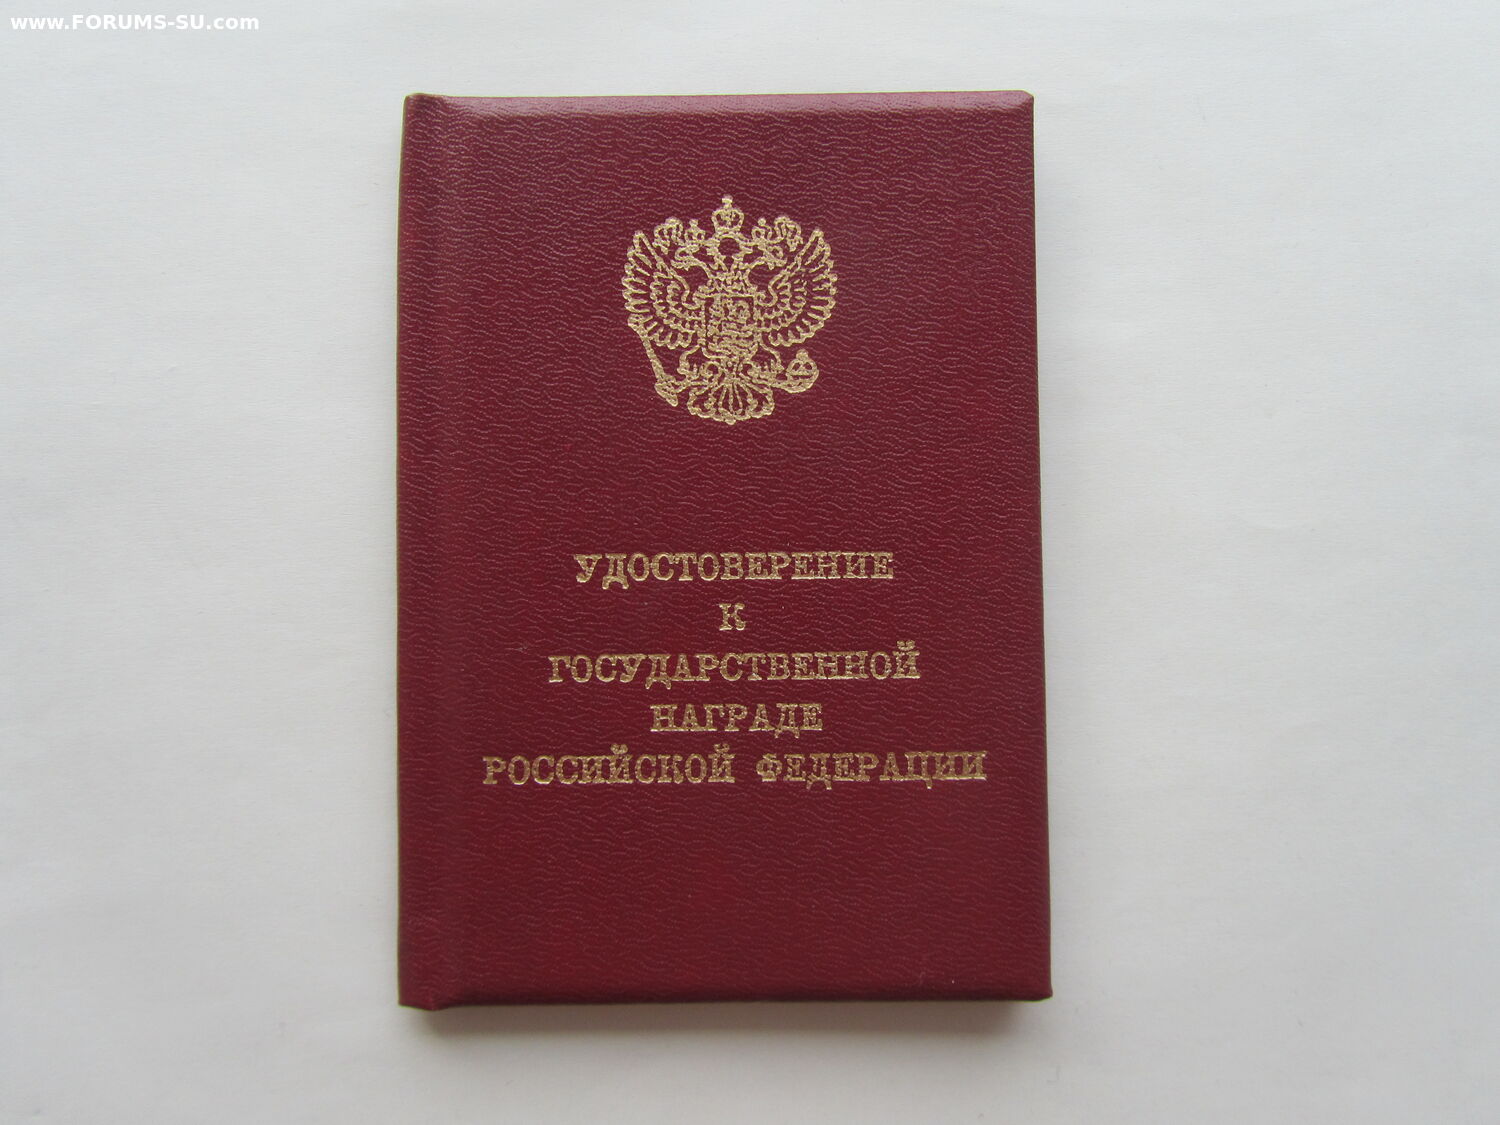 www.FORUMS-SU.com
УДОСТОВЕРЕНИЕ
К
ГОСУДАРСТВЕННОЙ
НАГРАДЕ
РОССИЙСКОЙ ФЕДЕРАЦИИ